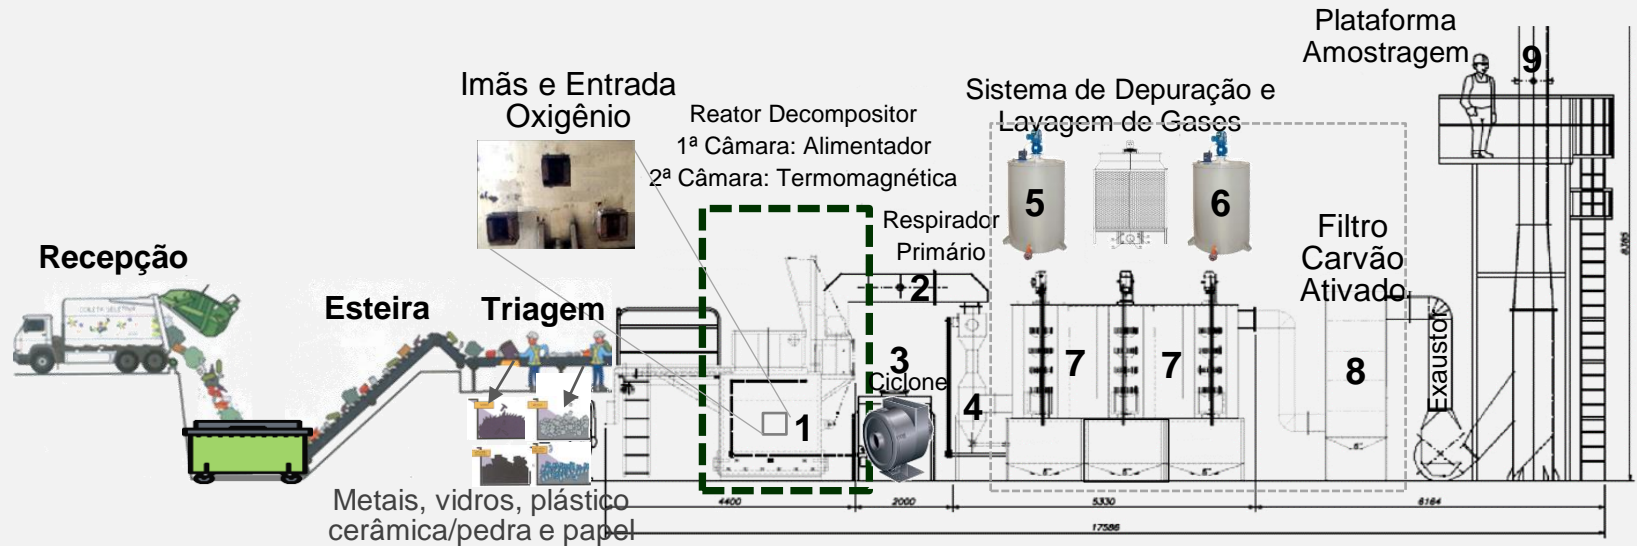 Plataforma
Amostragem
9
Imãs e Entrada
Oxigênio
Reator Decompositor
1ª Câmara: Alimentador
2ª Câmara: Termomagnética
Sistema de Depuração e
Lavagem de Gases
5
6
Respirador
Primário
2
Filtro
Carvão
Ativado
Recepção
COLETA SELETIVA
Esteira
Triagem
3
Ciclone
7
7
8
Exaustor
4
1
Metais, vidros, plástico
cerâmica/pedra e papel
4400
2000
5330
6164
17586